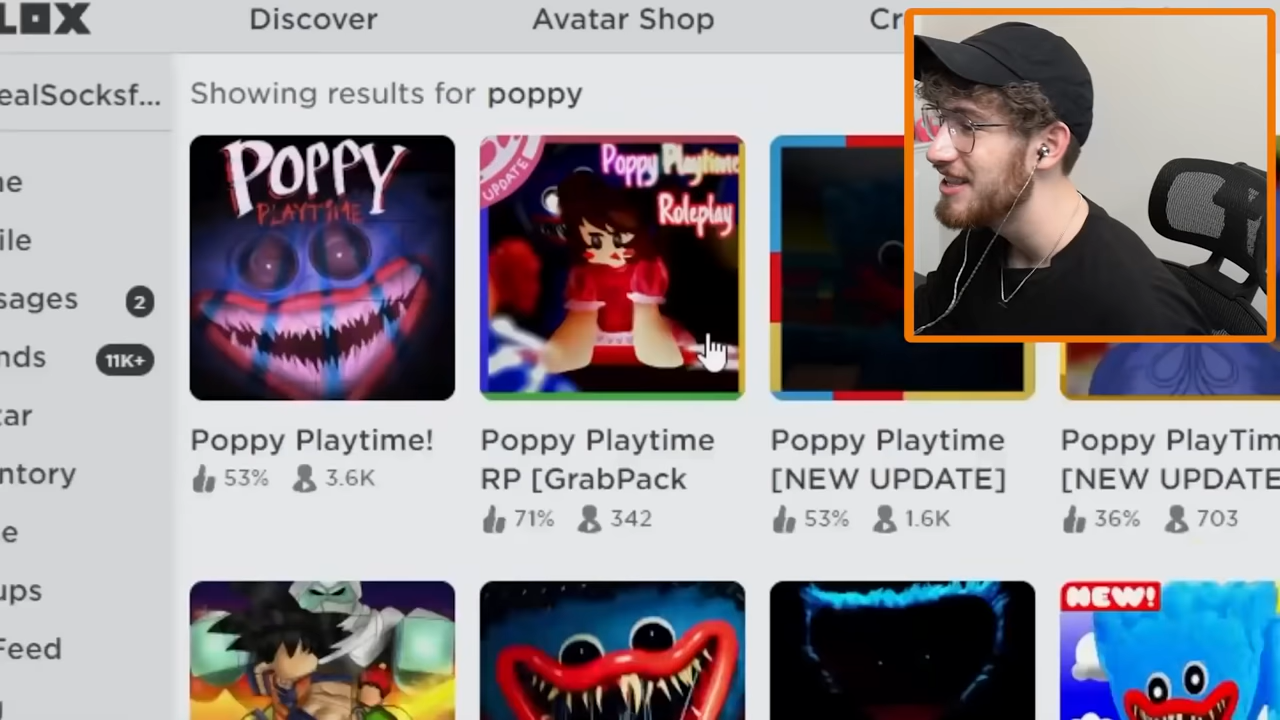 LOX
Discover
Avatar Shop
Cr
ealSocksf...
Showing results for poppy
ne
ile
sages 2
nds 11K+
tar
ntory
e
ups
Feed
POPPY
PLAYTIME
UPDATE
Poppy Playtime
Roleplay
Poppy Playtime!
53% 3.6K
Poppy Playtime
RP [GrabPack
71% 342
Poppy Playtime
[NEW UPDATE]
53% 1.6K
Poppy PlayTim
[NEW UPDATE
36% 703
NEW!